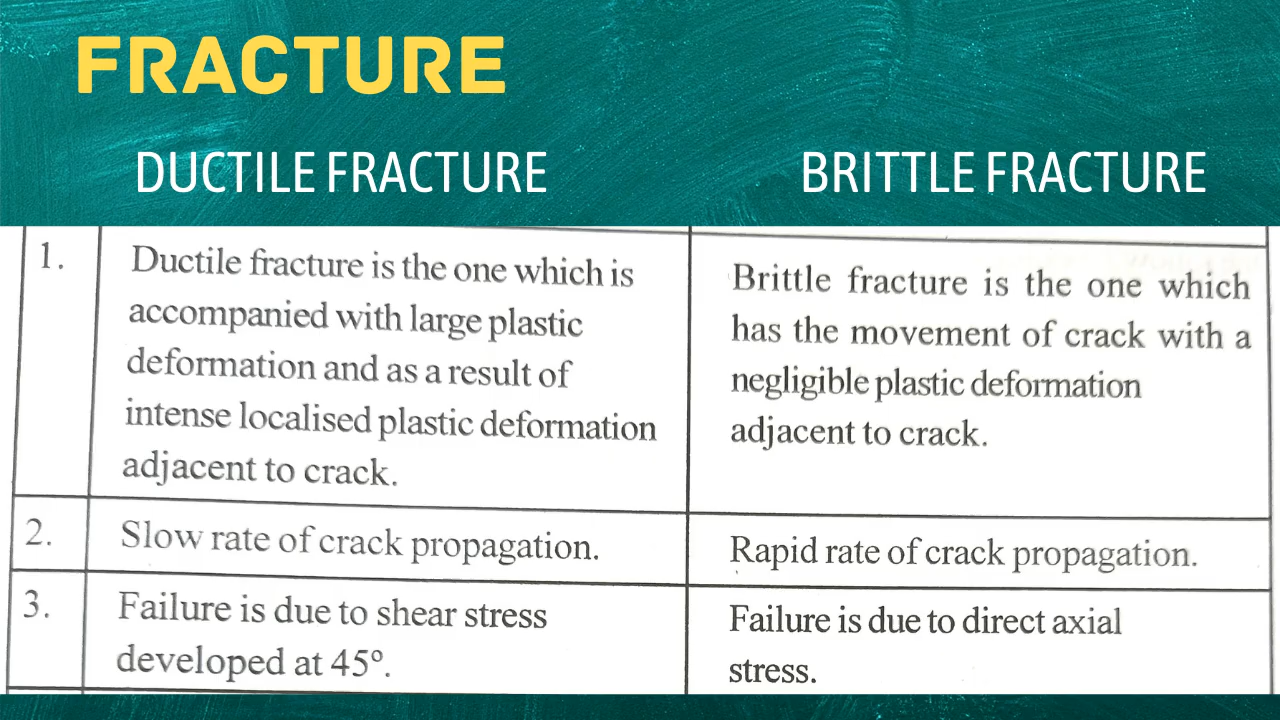 FRACTURE
DUCTILE FRACTURE
BRITTLE FRACTURE
1.
Ductile fracture is the one which is
accompanied with large plastic
deformation and as a result of
intense localised plastic deformation
adjacent to crack.
Brittle fracture is the one which
has the movement of crack with a
negligible plastic deformation
adjacent to crack.
2.
Slow rate of crack propagation.
Rapid rate of crack propagation.
3.
Failure is due to shear stress
developed at 45º.
Failure is due to direct axial
stress.